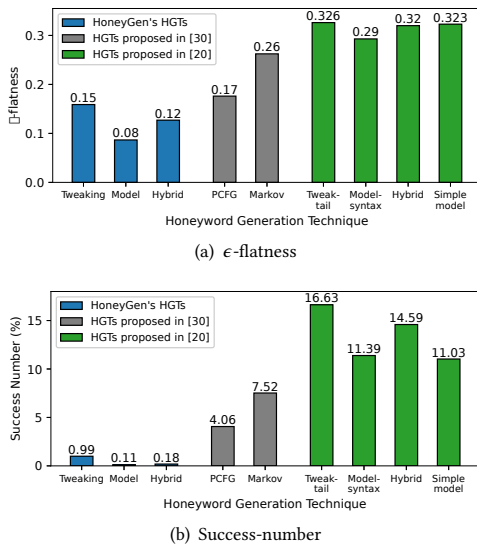 0.3
0.2
0.1
0.0
-flatness
HoneyGen's HGTs
HGTs proposed in [30]
HGTs proposed in [20]
0.15
0.08
0.12
0.17
0.26
0.326
0.29
0.32
0.323
Tweaking Model Hybrid PCFG Markov Tweak- Model- Hybrid Simple
tail syntax model
Honeyword Generation Technique
(a) ϵ-flatness
15
10
5
0
Success Number (%)
HoneyGen's HGTs
HGTs proposed in [30]
HGTs proposed in [20]
0.99
0.11
0.18
4.06
7.52
16.63
11.39
14.59
11.03
Tweaking Model Hybrid PCFG Markov Tweak- Model- Hybrid Simple
tail syntax model
Honeyword Generation Technique
(b) Success-number